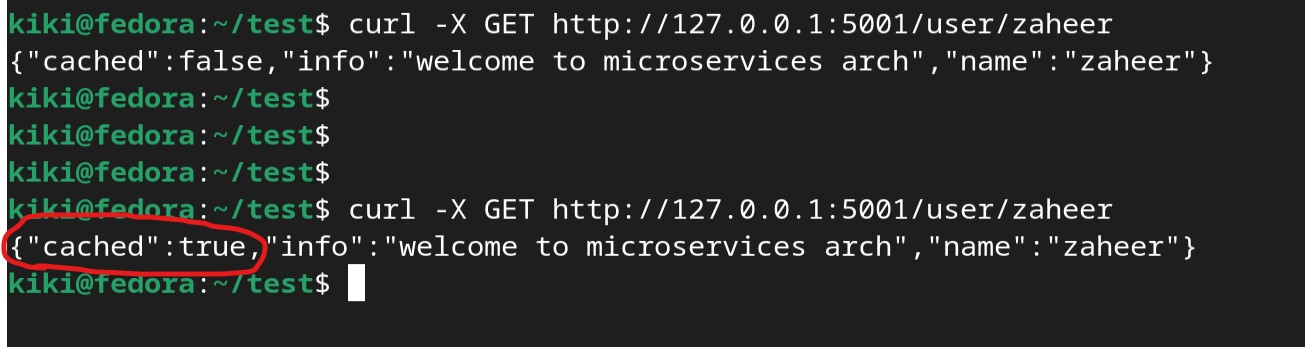 kiki@fedora:~/test$ curl -X GET http://127.0.0.1:5001/user/zaheer
{"cached":false,"info":"welcome to microservices arch","name":"zaheer"}
kiki@fedora:~/test$
kiki@fedora:~/test$
kiki@fedora:~/test$
kiki@fedora:~/test$ curl -X GET http://127.0.0.1:5001/user/zaheer
{"cached":true,"info":"welcome to microservices arch","name":"zaheer"}
kiki@fedora:~/test$